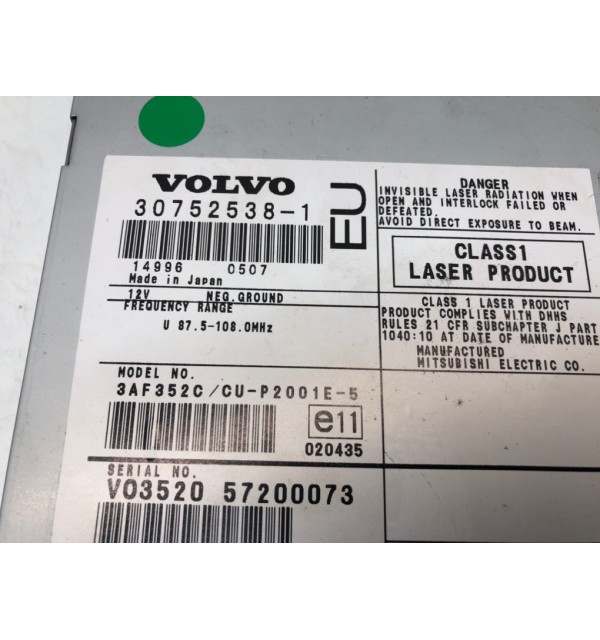 VOLVO
30752538-1
EU
14996 0507
Made in Japan
12V NEG.GROUND
FREQUENCY RANGE
U 87.5-108.0MHz
MODEL NO.
3AF352C/CU-P2001E-5
e11
020435
SERIAL NO.
VO3520 57200073
DANGER
INVISIBLE LASER RADIATION WHEN
OPEN AND INTERLOCK FAILED OR
DEFEATED.
AVOID DIRECT EXPOSURE TO BEAM.
CLASS1
LASER PRODUCT
CLASS 1 LASER PRODUCT
PRODUCT COMPLIES WITH DHHS
RULES 21 CFR SUBCHAPTER J PART
1040:10 AT DATE OF MANUFACTURE
MANUFACTURED
MITSUBISHI ELECTRIC CO.